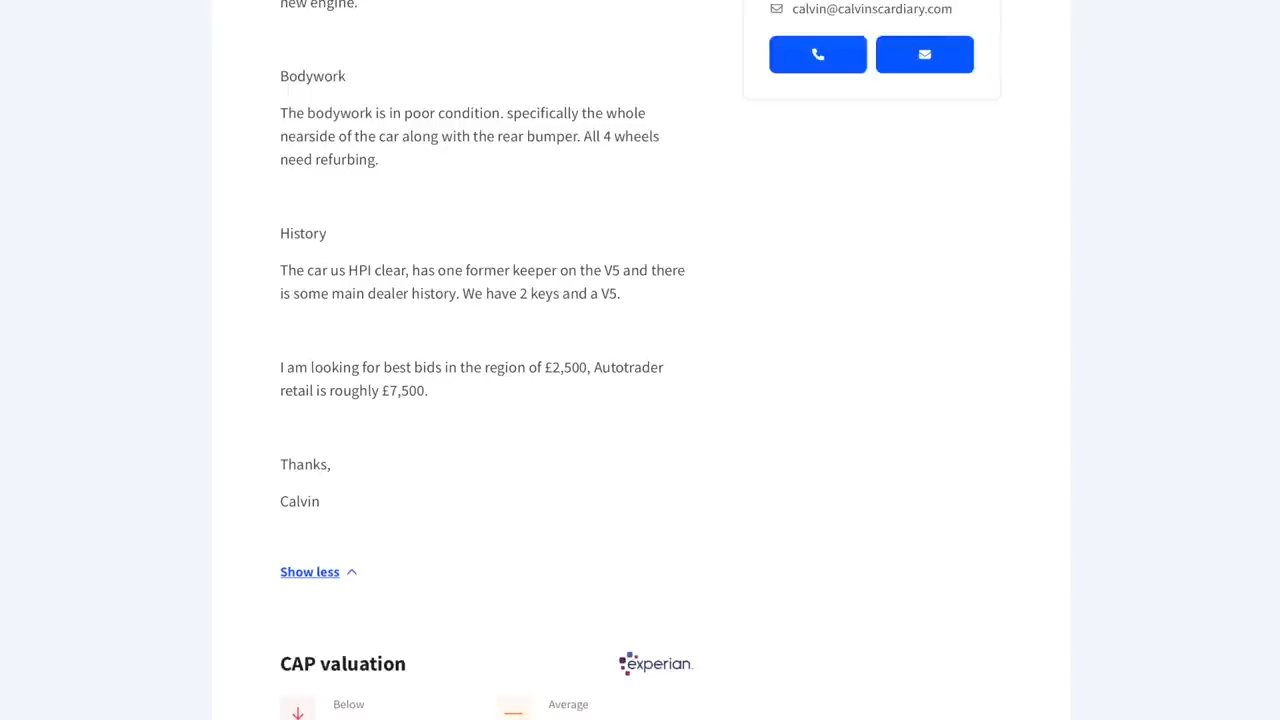 new engine.
calvin@calvinscardiary.com
Bodywork
The bodywork is in poor condition. specifically the whole
nearside of the car along with the rear bumper. All 4 wheels
need refurbing.
History
The car us HPI clear, has one former keeper on the V5 and there
is some main dealer history. We have 2 keys and a V5.
I am looking for best bids in the region of £2,500, Autotrader
retail is roughly £7,500.
Thanks,
Calvin
Show less
CAP valuation
experian.
Below
Average